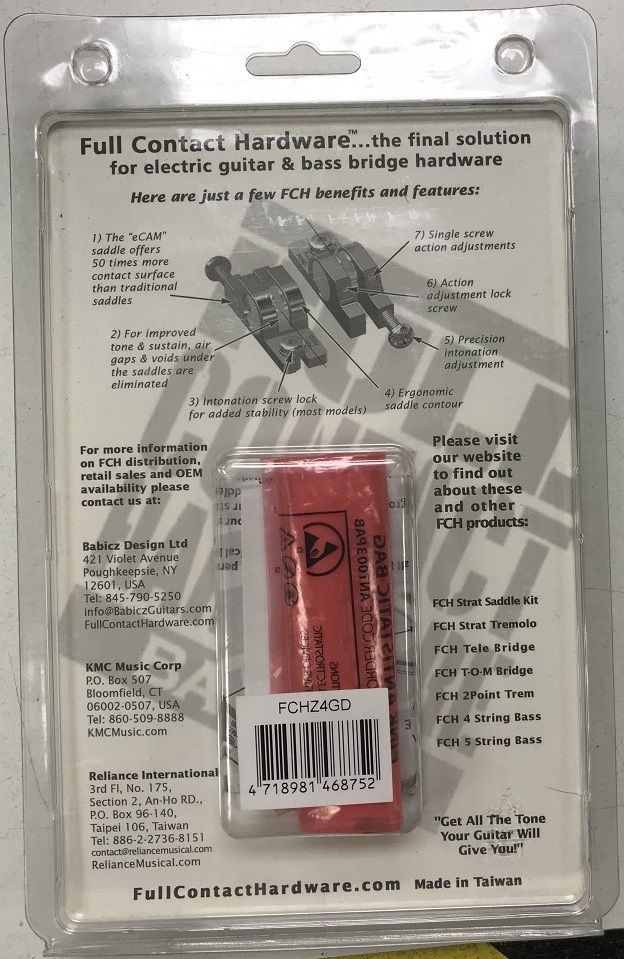 Full Contact Hardware™...the final solution
for electric guitar & bass bridge hardware
Here are just a few FCH benefits and features:
1) The "eCAM"
saddle offers
50 times more
contact surface
than traditional
saddles
7) Single screw
action adjustments
6) Action
adjustment lock
screw
2) For improved
tone & sustain, air
gaps & voids under
the saddles are
eliminated
5) Precision
intonation
adjustment
3) Intonation screw lock
for added stability (most models)
4) Ergonomic
saddle contour
For more information
on FCH distribution,
retail sales and OEM
availability please
contact us at:
Please visit
our website
to find out
about these
and other
FCH products:
Babicz Design Ltd
421 Violet Avenue
Poughkeepsie, NY
12601, USA
Tel: 845-790-5250
info@BabiczGuitars.com
FullContactHardware.com
KMC Music Corp
P.O. Box 507
Bloomfield, CT
06002-0507, USA
Tel: 860-509-8888
KMCMusic.com
Reliance International
3rd Fl, No. 175,
Section 2, An-Ho RD.,
P.O. Box 96-140,
Taipei 106, Taiwan
Tel: 886-2-2736-8151
contact@reliancemusical.com
RelianceMusical.com
ORDER CODE ANT003PAB
ANTISTATIC BAG
FCHZ4GD
4 718981 468752
FCH Strat Saddle Kit
FCH Strat Tremolo
FCH Tele Bridge
FCH T-O-M Bridge
FCH 2Point Trem
FCH 4 String Bass
FCH 5 String Bass
"Get All The Tone
Your Guitar Will
Give You!"
FullContactHardware.com Made in Taiwan